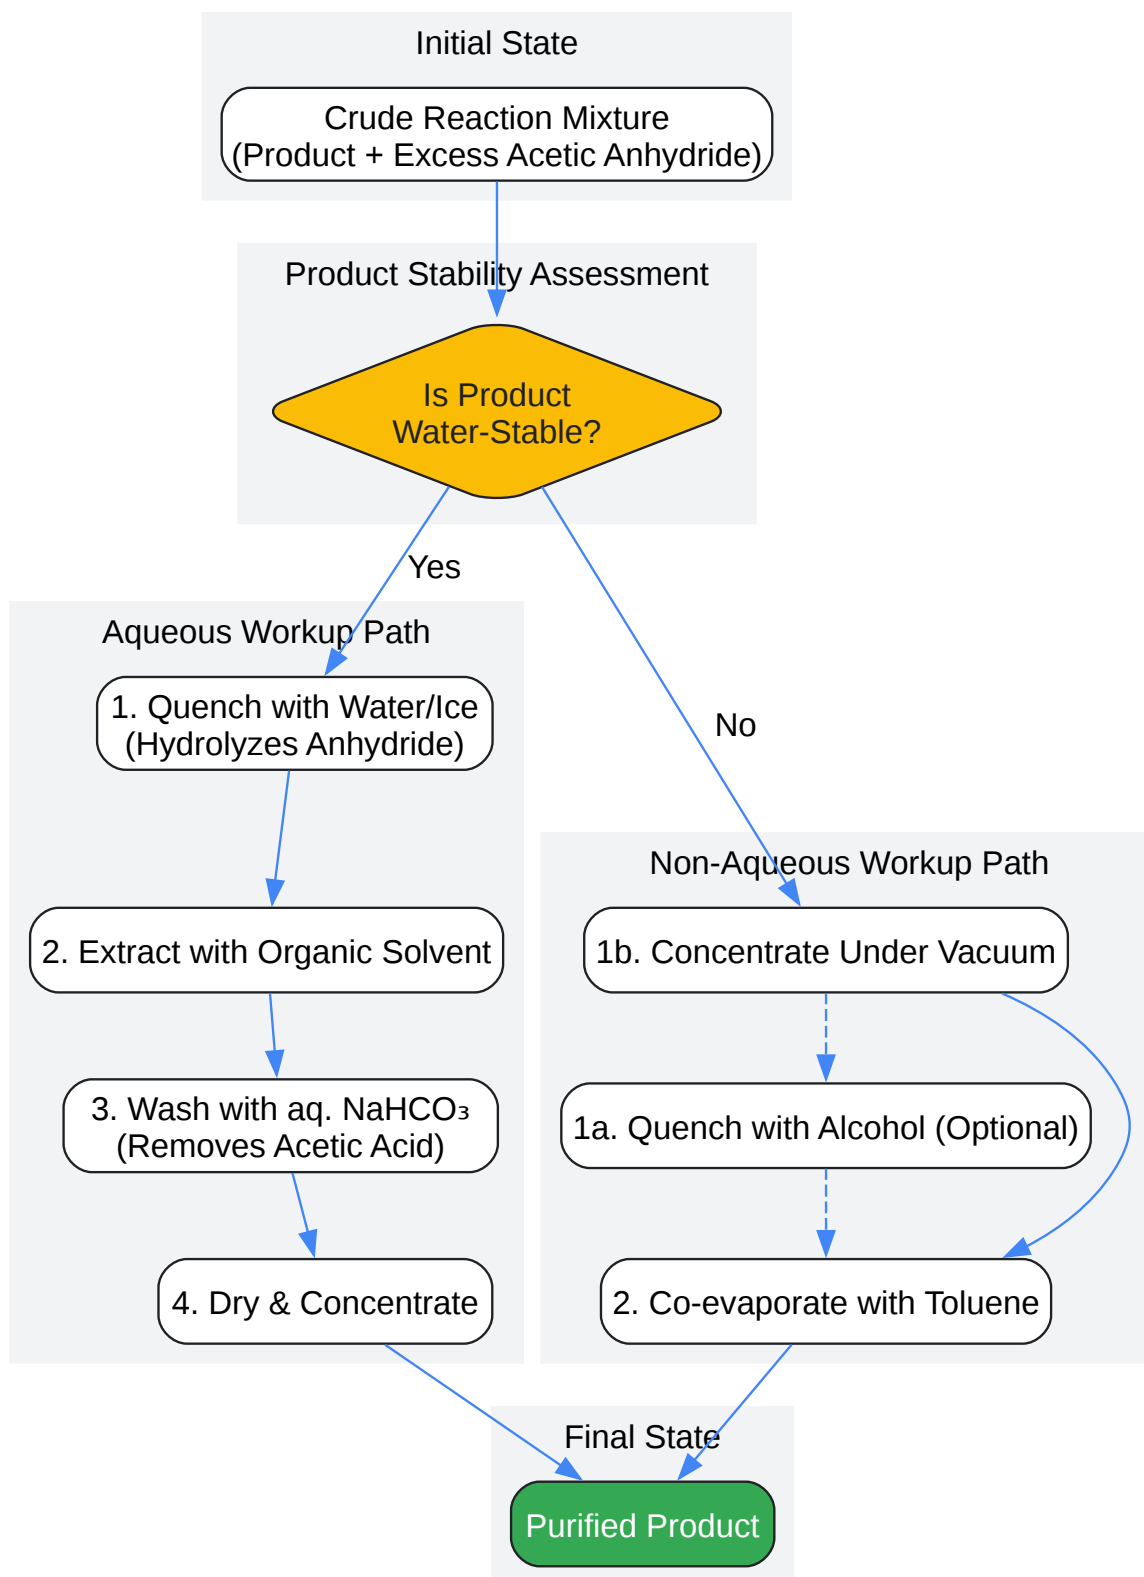 Initial State
Crude Reaction Mixture
(Product + Excess Acetic Anhydride)
Product Stability Assessment
Is Product
Water-Stable?
Yes
No
Aqueous Workup Path
1. Quench with Water/Ice
(Hydrolyzes Anhydride)
2. Extract with Organic Solvent
3. Wash with aq. NaHCO₃
(Removes Acetic Acid)
4. Dry & Concentrate
Non-Aqueous Workup Path
1b. Concentrate Under Vacuum
1a. Quench with Alcohol (Optional)
2. Co-evaporate with Toluene
Final State
Purified Product